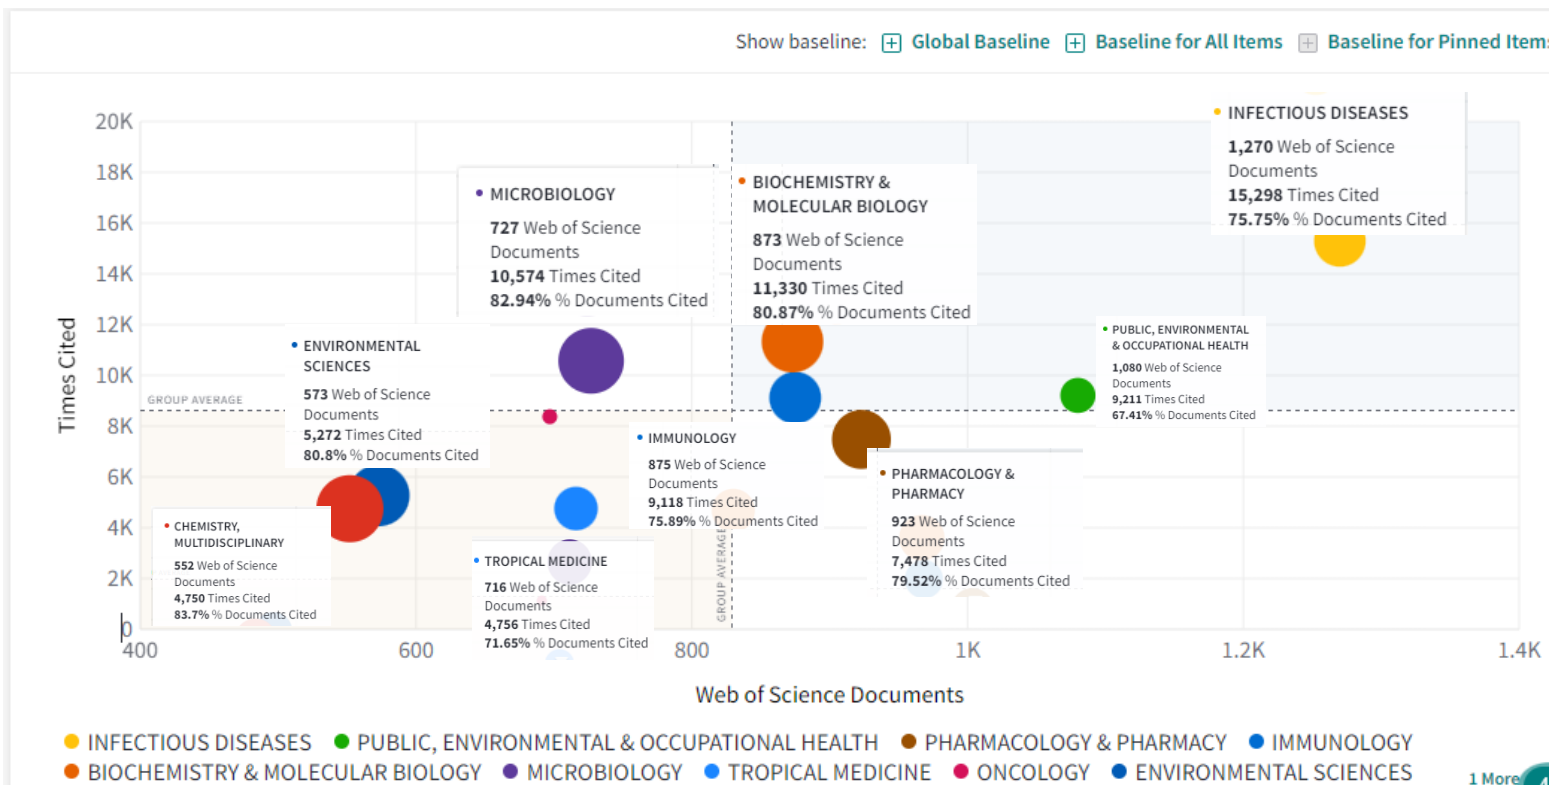 Show baseline: Global Baseline Baseline for All Items Baseline for Pinned Item
20K
18K
16K
14K
12K
10K
8K
6K
4K
2K
0
Times Cited
GROUP AVERAGE
GROUP AVERAGE
INFECTIOUS DISEASES
1,270 Web of Science
Documents
15,298 Times Cited
75.75% % Documents Cited
MICROBIOLOGY
727 Web of Science
Documents
10,574 Times Cited
82.94% % Documents Cited
BIOCHEMISTRY &
MOLECULAR BIOLOGY
873 Web of Science
Documents
11,330 Times Cited
80.87% % Documents Cited
ENVIRONMENTAL
SCIENCES
573 Web of Science
Documents
5,272 Times Cited
80.8% % Documents Cited
PUBLIC, ENVIRONMENTAL
& OCCUPATIONAL HEALTH
1,080 Web of Science
Documents
9,211 Times Cited
67.41% % Documents Cited
IMMUNOLOGY
875 Web of Science
Documents
9,118 Times Cited
75.89% % Documents Cited
PHARMACOLOGY &
PHARMACY
923 Web of Science
Documents
7,478 Times Cited
79.52% % Documents Cited
CHEMISTRY,
MULTIDISCIPLINARY
552 Web of Science
Documents
4,750 Times Cited
83.7% % Documents Cited
TROPICAL MEDICINE
716 Web of Science
Documents
4,756 Times Cited
71.65% % Documents Cited
400 600 800 1K 1.2K 1.4K
Web of Science Documents
INFECTIOUS DISEASES PUBLIC, ENVIRONMENTAL & OCCUPATIONAL HEALTH PHARMACOLOGY & PHARMACY IMMUNOLOGY
BIOCHEMISTRY & MOLECULAR BIOLOGY MICROBIOLOGY TROPICAL MEDICINE ONCOLOGY ENVIRONMENTAL SCIENCES
1 More